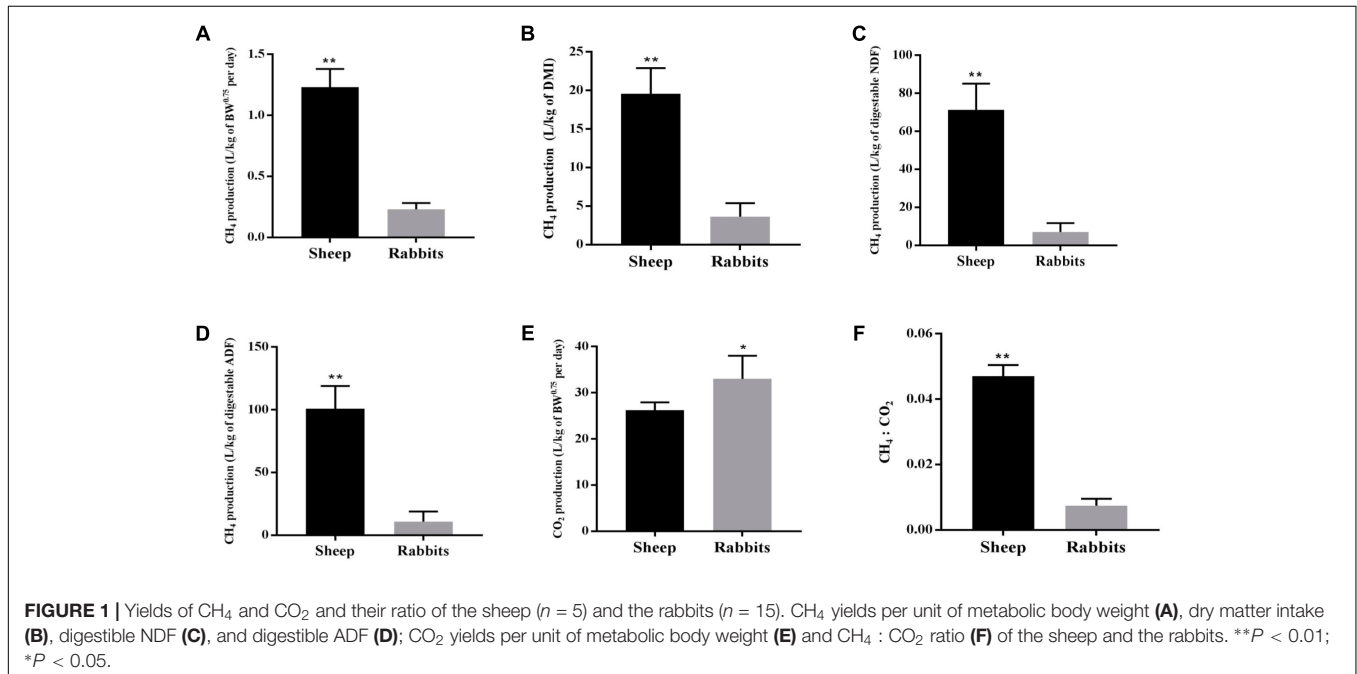 A
CH₄ production (L/kg of BW⁰·⁷⁵ per day)
1.5
1.0
0.5
0.0
**
Sheep Rabbits
B
CH₄ production (L/kg of DMI)
25
20
15
10
5
0
**
Sheep Rabbits
C
CH₄ production (L/kg of digestable NDF)
100
80
60
40
20
0
**
Sheep Rabbits
D
CH₄ production (L/kg of digestable ADF)
150
100
50
0
**
Sheep Rabbits
E
CO₂ production (L/kg of BW⁰·⁷⁵ per day)
40
30
20
10
0
*
Sheep Rabbits
F
CH₄ : CO₂
0.06
0.04
0.02
0.00
**
Sheep Rabbits
FIGURE 1 | Yields of CH₄ and CO₂ and their ratio of the sheep (n = 5) and the rabbits (n = 15). CH₄ yields per unit of metabolic body weight (A), dry matter intake
(B), digestible NDF (C), and digestible ADF (D); CO₂ yields per unit of metabolic body weight (E) and CH₄ : CO₂ ratio (F) of the sheep and the rabbits. **P < 0.01;
*P < 0.05.